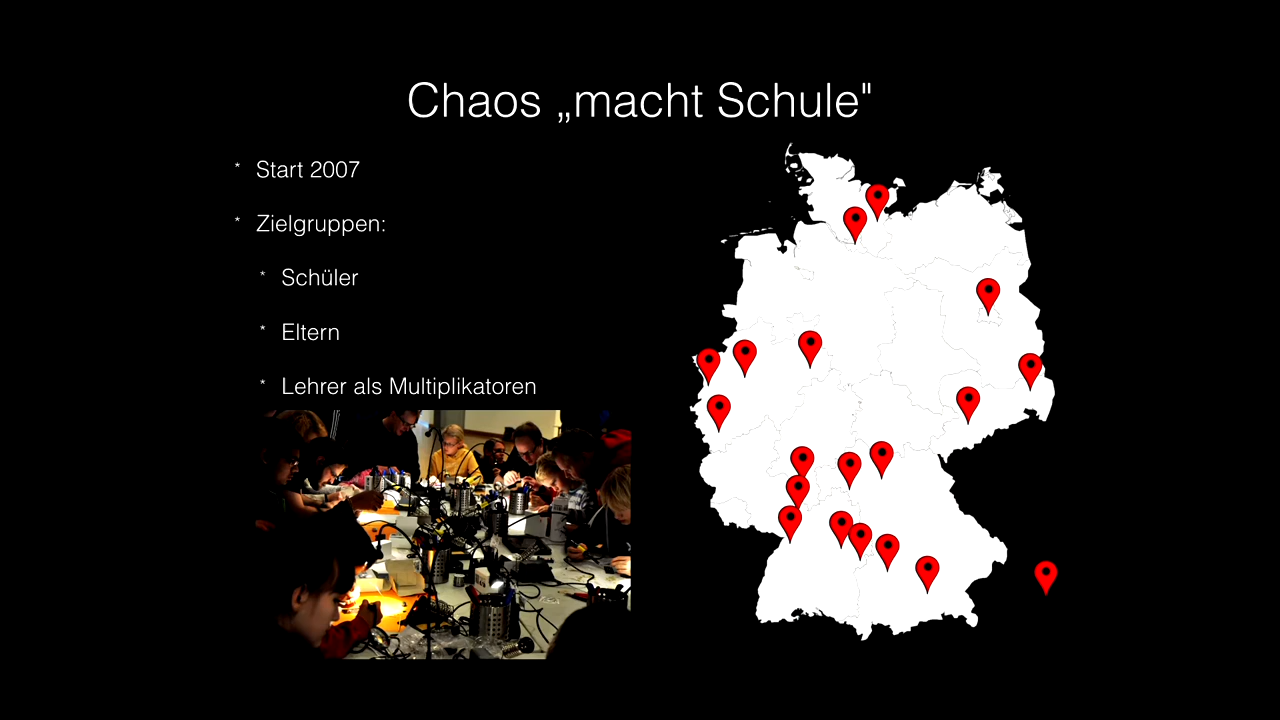 Chaos „macht Schule"
* Start 2007
* Zielgruppen:
* Schüler
* Eltern
* Lehrer als Multiplikatoren